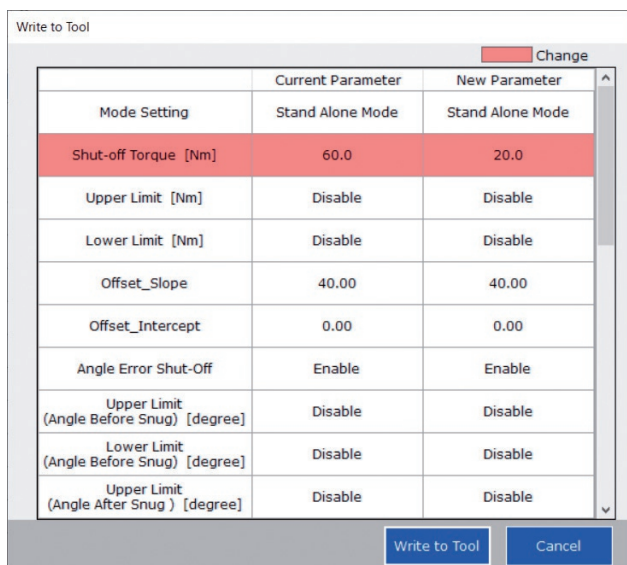 Write to Tool
Change
Current Parameter New Parameter
Mode Setting Stand Alone Mode Stand Alone Mode
Shut-off Torque [Nm] 60.0 20.0
Upper Limit [Nm] Disable Disable
Lower Limit [Nm] Disable Disable
Offset_Slope 40.00 40.00
Offset_Intercept 0.00 0.00
Angle Error Shut-Off Enable Enable
Upper Limit
(Angle Before Snug) [degree] Disable Disable
Lower Limit
(Angle Before Snug) [degree] Disable Disable
Upper Limit
(Angle After Snug ) [degree] Disable Disable
Write to Tool Cancel